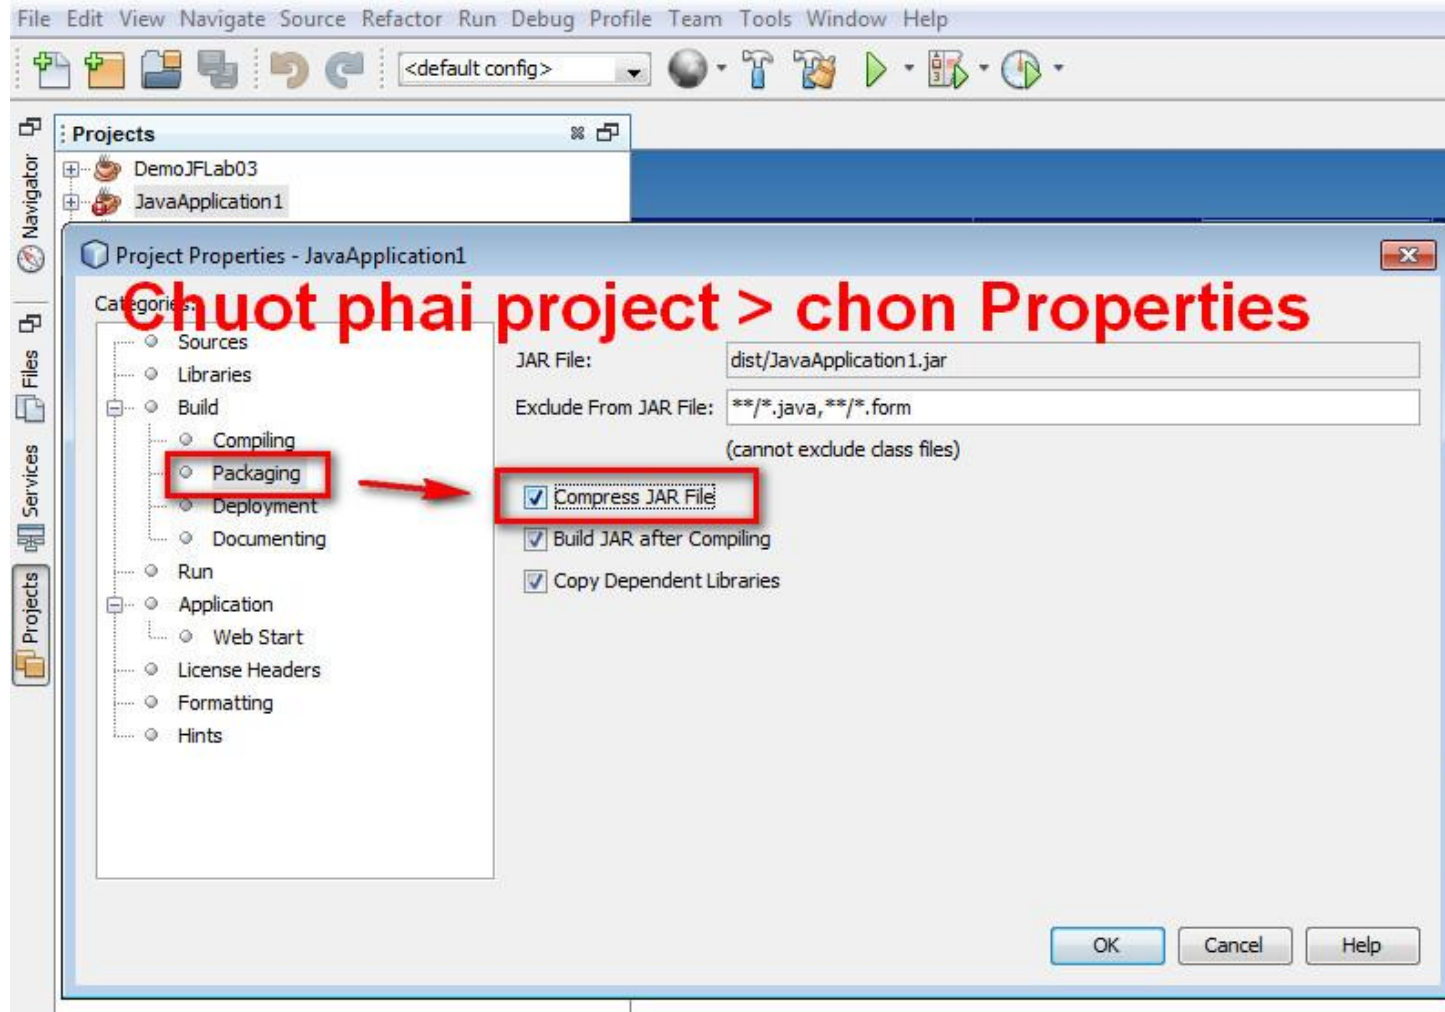 File Edit View Navigate Source Refactor Run Debug Profile Team Tools Window Help
<default config>
Projects
DemoJFLab03
JavaApplication1
Navigator
Files
Services
Projects
Project Properties - JavaApplication1
Chuot phai project > chon Properties
Categories:
Sources
Libraries
Build
Compiling
Packaging
Deployment
Documenting
Run
Application
Web Start
License Headers
Formatting
Hints
JAR File: dist/JavaApplication1.jar
Exclude From JAR File: **/*.java,**/*.form
(cannot exclude class files)
Compress JAR File
Build JAR after Compiling
Copy Dependent Libraries
OK Cancel Help